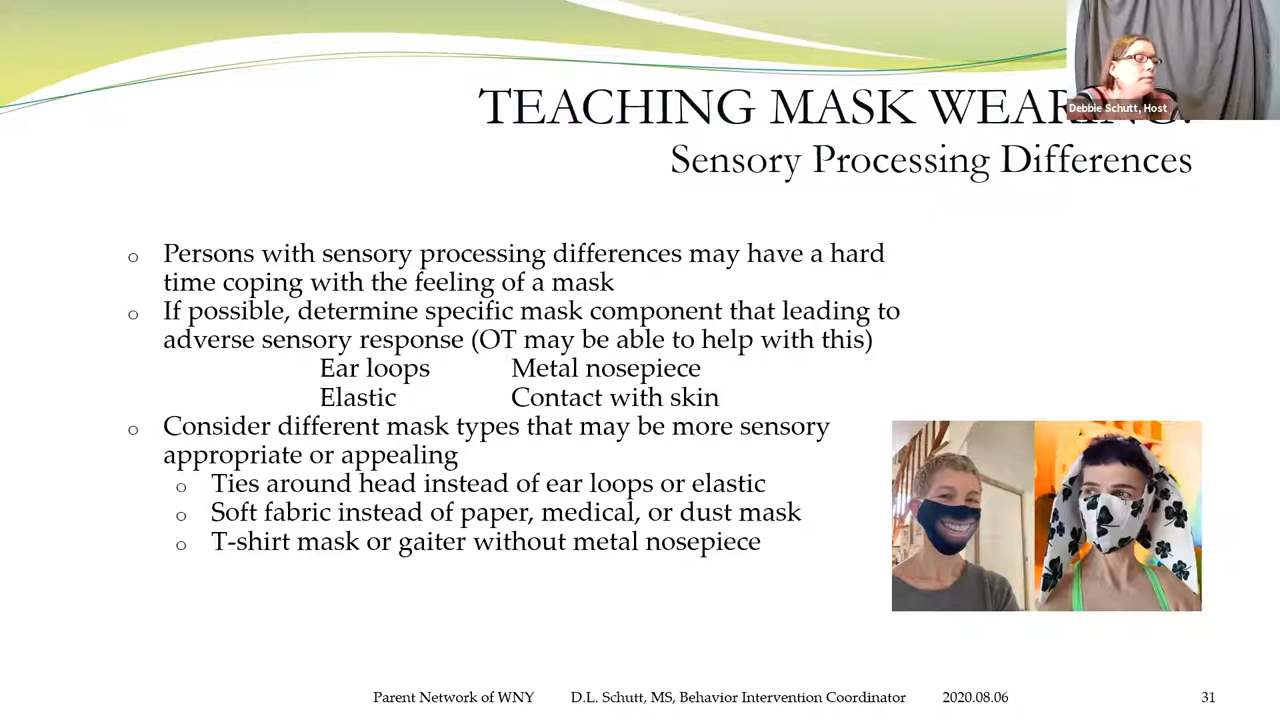 Debbie Schutt, Host
TEACHING MASK WEARING:
Sensory Processing Differences
o Persons with sensory processing differences may have a hard
time coping with the feeling of a mask
o If possible, determine specific mask component that leading to
adverse sensory response (OT may be able to help with this)
Ear loops Metal nosepiece
Elastic Contact with skin
o Consider different mask types that may be more sensory
appropriate or appealing
o Ties around head instead of ear loops or elastic
o Soft fabric instead of paper, medical, or dust mask
o T-shirt mask or gaiter without metal nosepiece
Parent Network of WNY D.L. Schutt, MS, Behavior Intervention Coordinator 2020.08.06 31